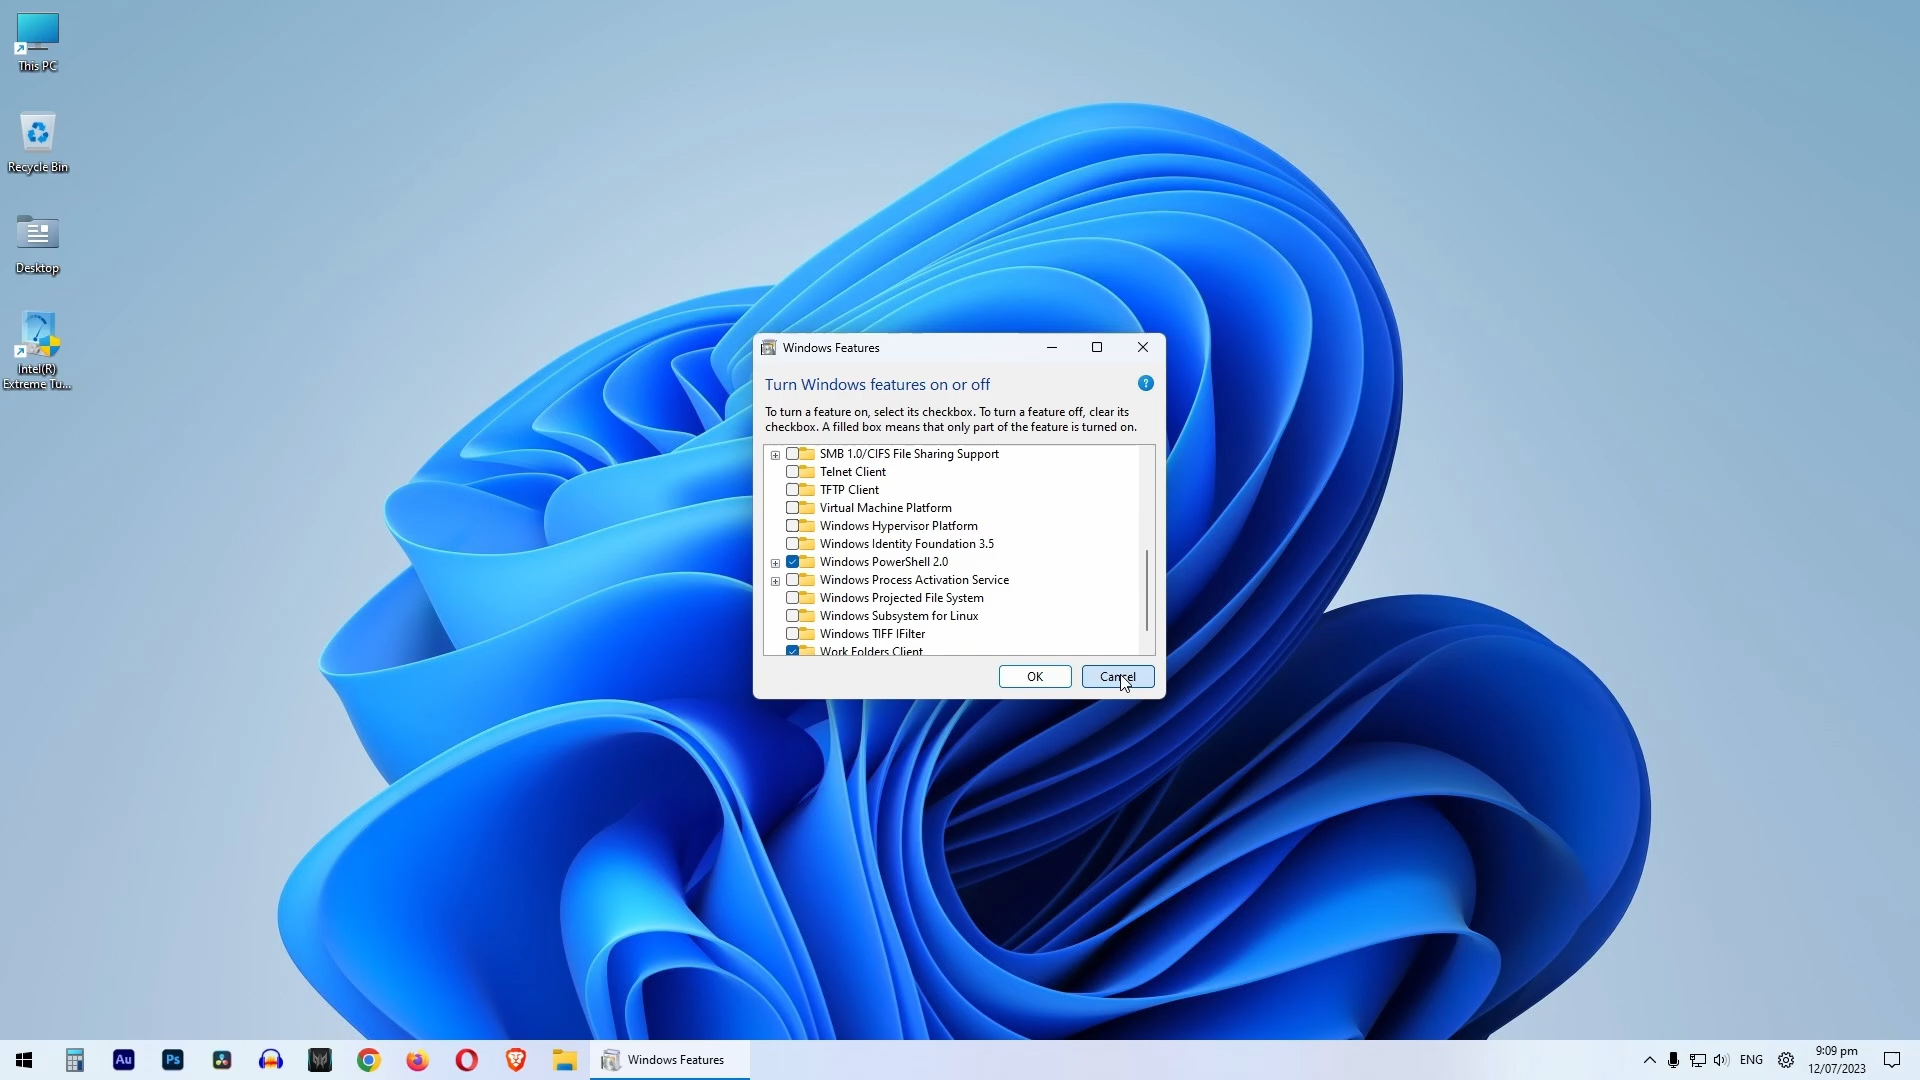 This PC
Recycle Bin
Desktop
Intel(R)
Extreme Tu...
Windows Features
Turn Windows features on or off
?
To turn a feature on, select its checkbox. To turn a feature off, clear its
checkbox. A filled box means that only part of the feature is turned on.
SMB 1.0/CIFS File Sharing Support
Telnet Client
TFTP Client
Virtual Machine Platform
Windows Hypervisor Platform
Windows Identity Foundation 3.5
Windows PowerShell 2.0
Windows Process Activation Service
Windows Projected File System
Windows Subsystem for Linux
Windows TIFF IFilter
Work Folders Client
OK
Cancel
Au
Ps
Windows Features
ENG
9:09 pm
12/07/2023